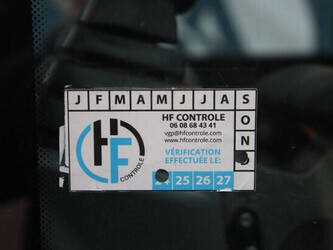 J F M A M J J A S
O
N
D
HF CONTROLE
06 08 68 43 41
vgp@hfcontrole.com
www.hfcontrole.com
VÉRIFICATION
EFFECTUÉE LE:
24 25 26 27
HF
CONTROLE